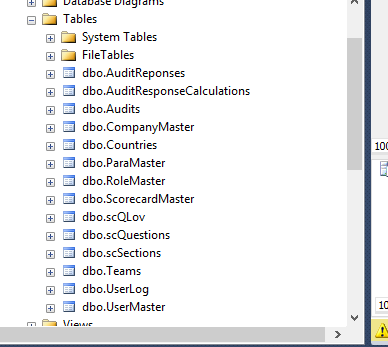 Database Diagrams
Tables
System Tables
FileTables
dbo.AuditReponses
dbo.AuditResponseCalculations
dbo.Audits
dbo.CompanyMaster
dbo.Countries
dbo.ParaMaster
dbo.RoleMaster
dbo.ScorecardMaster
100
dbo.scQLov
dbo.scQuestions
dbo.scSections
dbo.Teams
dbo.UserLog
dbo.UserMaster
10
Views